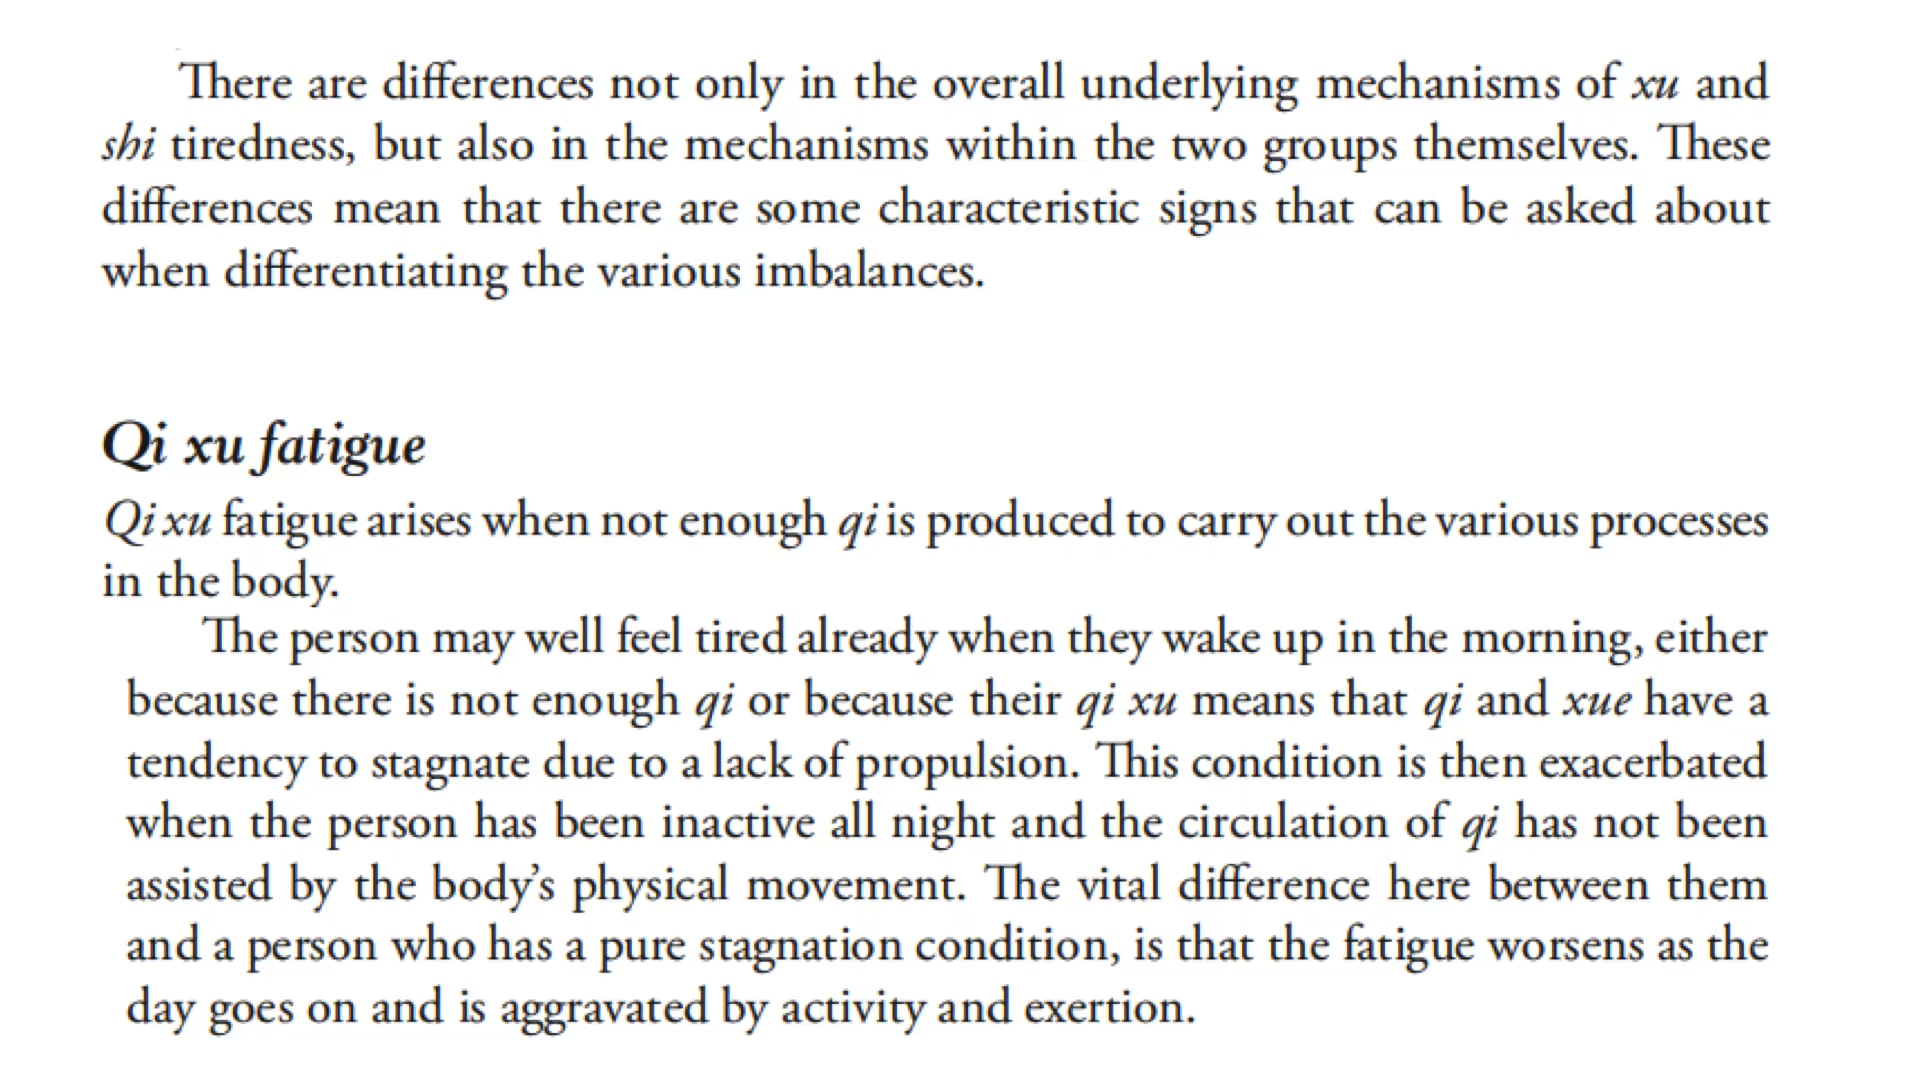 There are differences not only in the overall underlying mechanisms of xu and
shi tiredness, but also in the mechanisms within the two groups themselves. These
differences mean that there are some characteristic signs that can be asked about
when differentiating the various imbalances.
Qi xu fatigue
Qi xu fatigue arises when not enough qi is produced to carry out the various processes
in the body.
The person may well feel tired already when they wake up in the morning, either
because there is not enough qi or because their qi xu means that qi and xue have a
tendency to stagnate due to a lack of propulsion. This condition is then exacerbated
when the person has been inactive all night and the circulation of qi has not been
assisted by the body’s physical movement. The vital difference here between them
and a person who has a pure stagnation condition, is that the fatigue worsens as the
day goes on and is aggravated by activity and exertion.